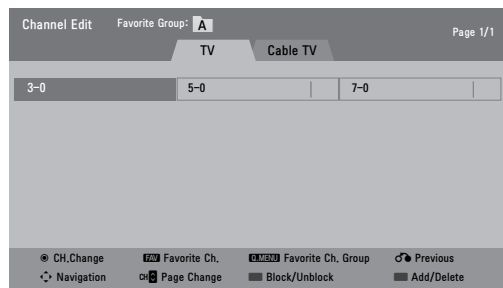 Channel Edit Favorite Group: A Page 1/1
TV Cable TV
3-0 5-0 7-0
CH.Change FAV Favorite Ch. Q.MENU Favorite Ch. Group Previous
Navigation CH Page Change Block/Unblock Add/Delete